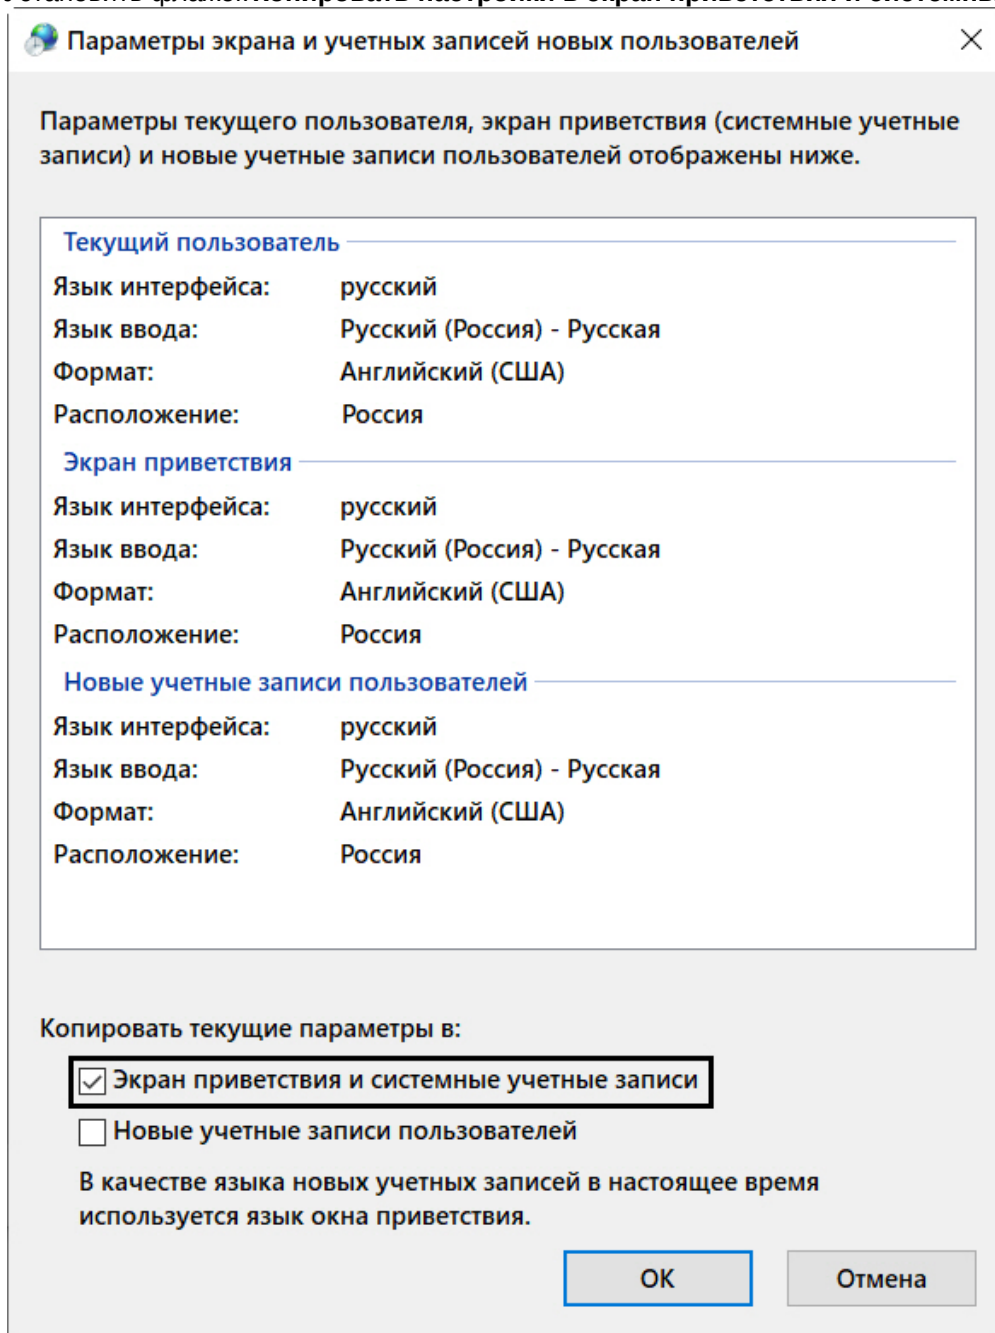 Параметры экрана и учетных записей новых пользователей
Параметры текущего пользователя, экран приветствия (системные учетные
записи) и новые учетные записи пользователей отображены ниже.
Текущий пользователь
Язык интерфейса: русский
Язык ввода: Русский (Россия) - Русская
Формат: Английский (США)
Расположение: Россия
Экран приветствия
Язык интерфейса: русский
Язык ввода: Русский (Россия) - Русская
Формат: Английский (США)
Расположение: Россия
Новые учетные записи пользователей
Язык интерфейса: русский
Язык ввода: Русский (Россия) - Русская
Формат: Английский (США)
Расположение: Россия
Копировать текущие параметры в:
Экран приветствия и системные учетные записи
Новые учетные записи пользователей
В качестве языка новых учетных записей в настоящее время
используется язык окна приветствия.
ОК Отмена